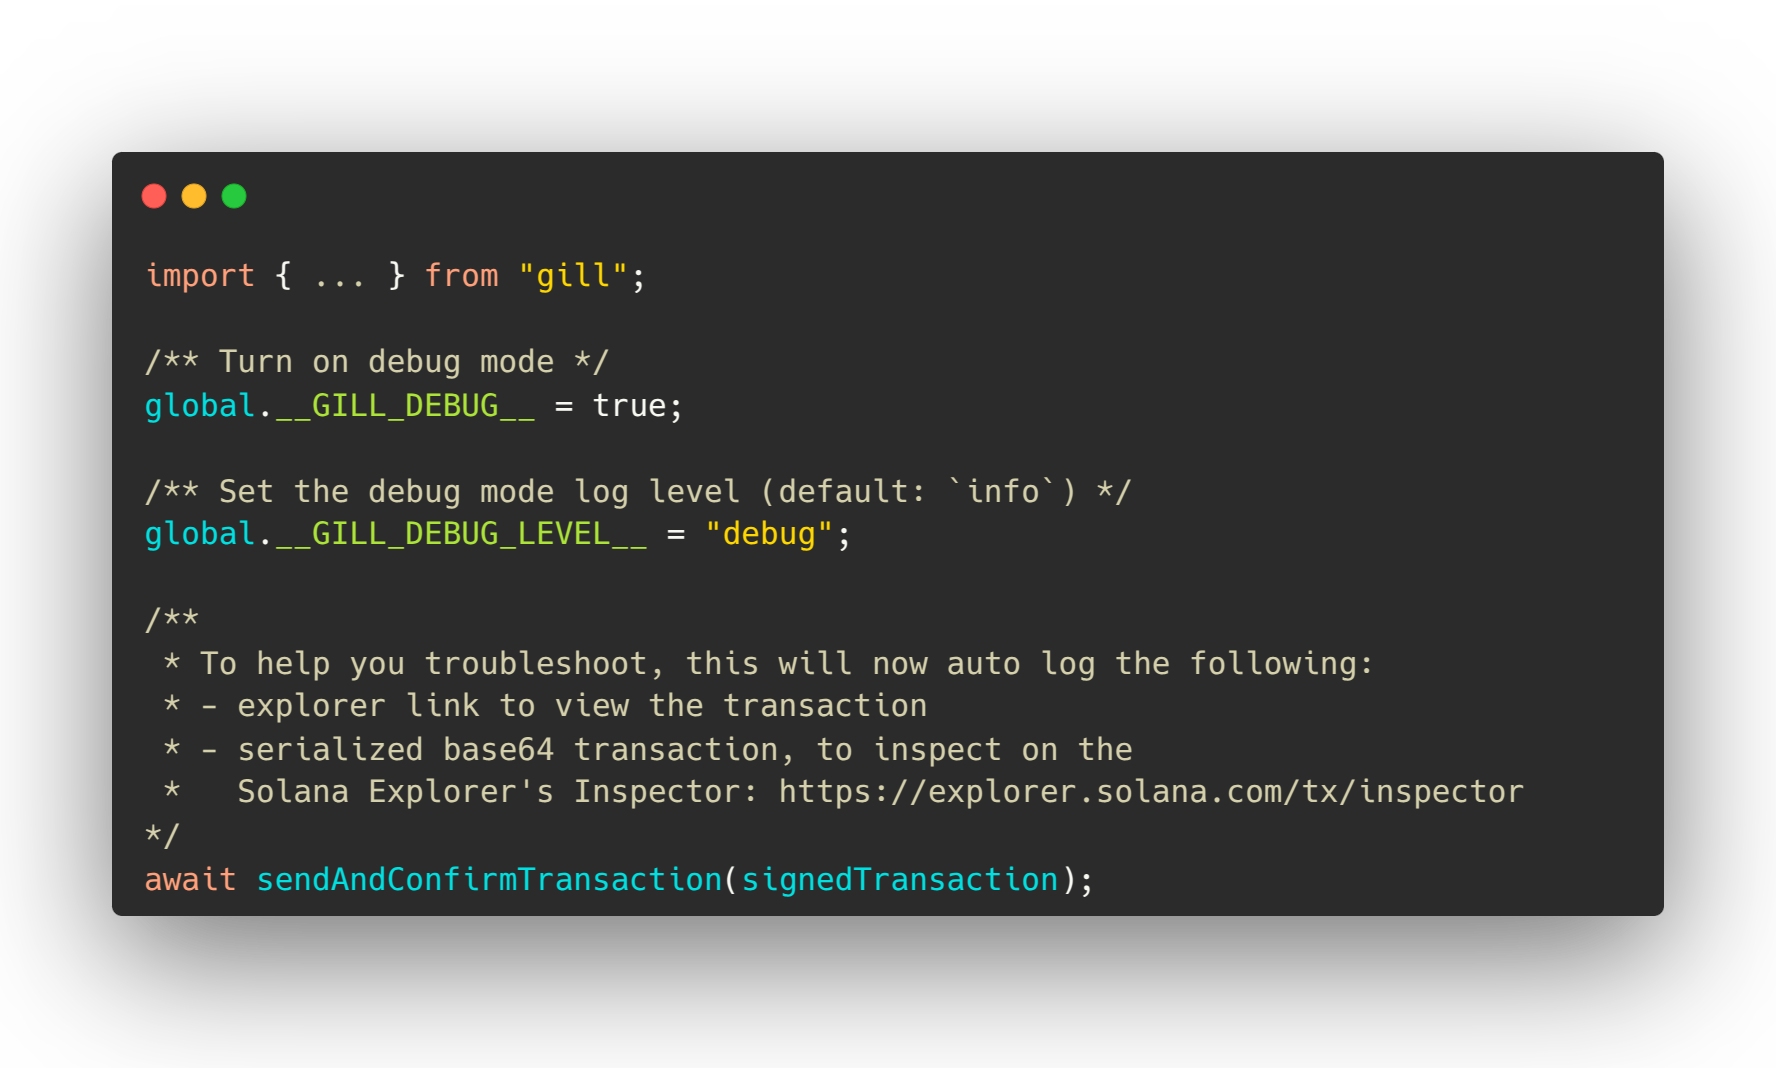 import { ... } from "gill";
/** Turn on debug mode */
global.__GILL_DEBUG__ = true;
/** Set the debug mode log level (default: `info`) */
global.__GILL_DEBUG_LEVEL__ = "debug";
/**
 * To help you troubleshoot, this will now auto log the following:
 * - explorer link to view the transaction
 * - serialized base64 transaction, to inspect on the
 *   Solana Explorer's Inspector: https://explorer.solana.com/tx/inspector
*/
await sendAndConfirmTransaction(signedTransaction);